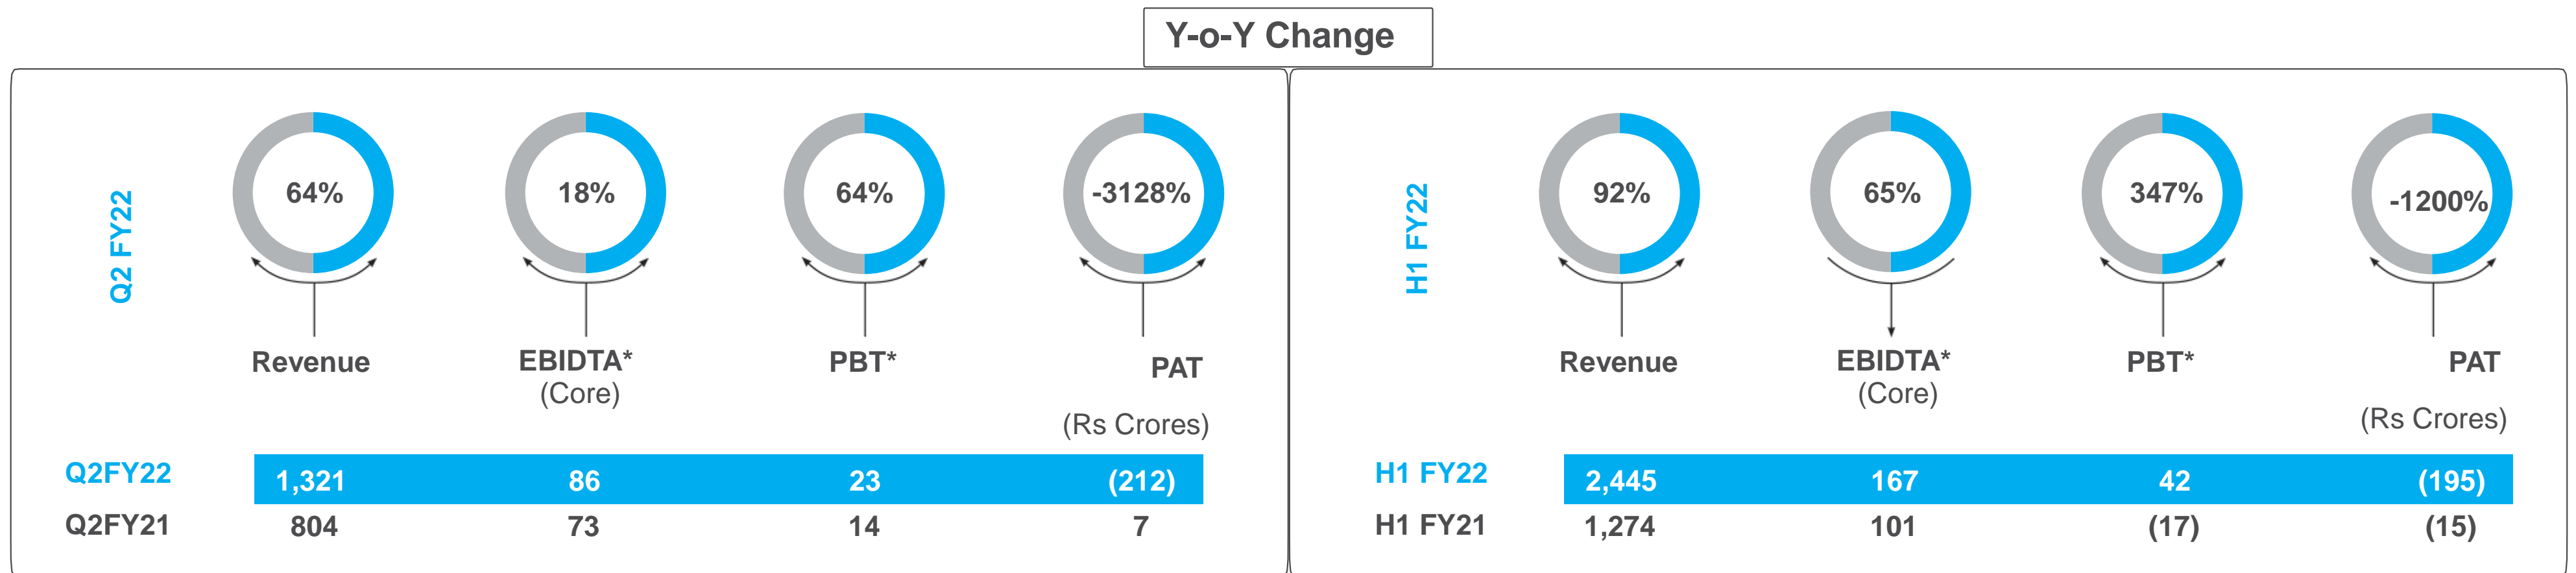 Y-o-Y Change
Q2 FY22
64%
18%
64%
-3128%
Revenue
EBIDTA*
(Core)
PBT*
PAT
(Rs Crores)
Q2FY22 1,321 86 23 (212)
Q2FY21 804 73 14 7
H1 FY22
92%
65%
347%
-1200%
Revenue
EBIDTA*
(Core)
PBT*
PAT
(Rs Crores)
H1 FY22 2,445 167 42 (195)
H1 FY21 1,274 101 (17) (15)